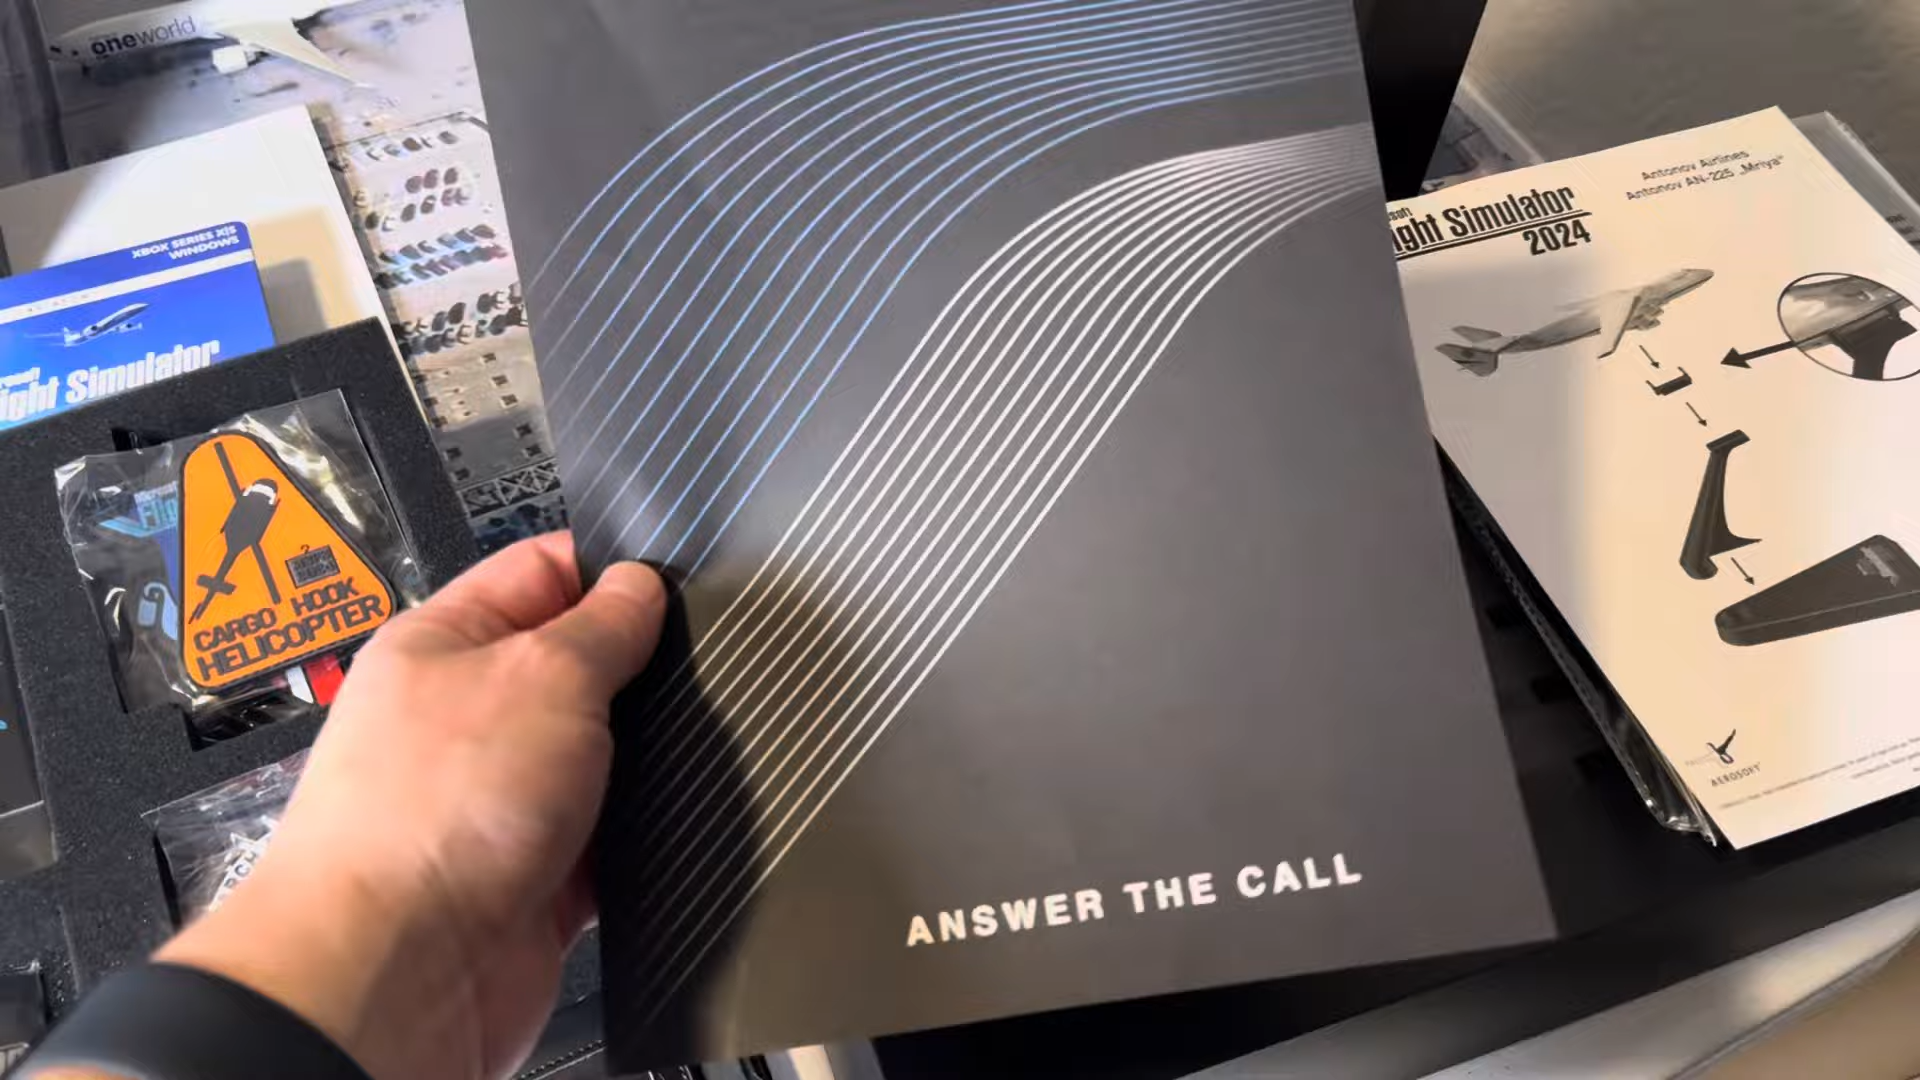 oneworld
XBOX SERIES X|S
WINDOWS
ight Simulator
CARGO HOOK
HELICOPTER
ANSWER THE CALL
Antonov Airlines
Antonov AN-225 „Mriya“
ight Simulator
2024
AEROSOFT